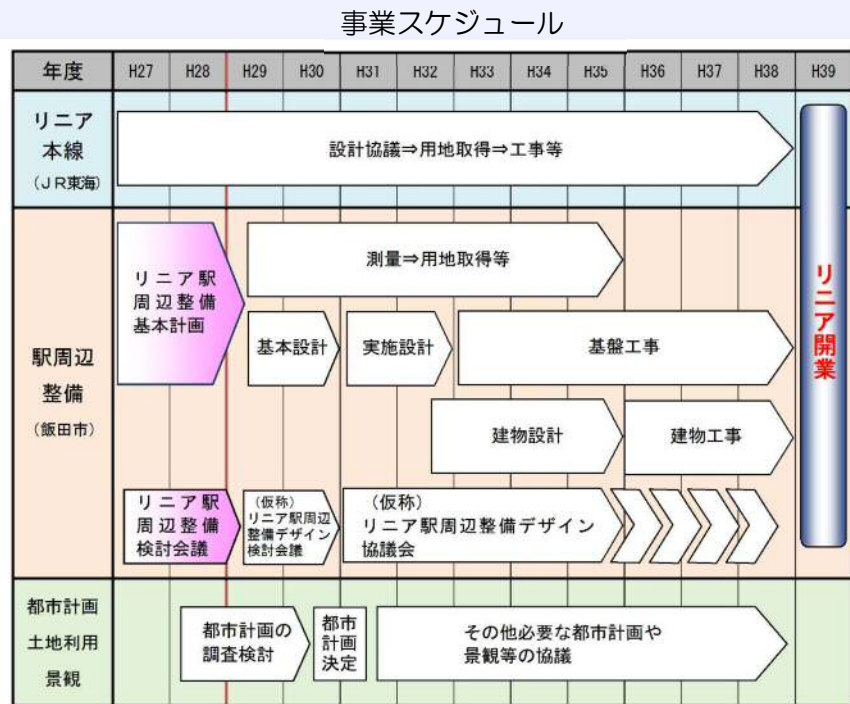 事業スケジュール
年度 H27 H28 H29 H30 H31 H32 H33 H34 H35 H36 H37 H38 H39
リニア
本線
(JR東海)
設計協議⇒用地取得⇒工事等
リニア開業
駅周辺
整備
(飯田市)
リニア駅
周辺整備
基本計画
測量⇒用地取得等
基本設計
実施設計
基盤工事
建物設計
建物工事
リニア駅
周辺整備
検討会議
(仮称)
リニア駅周辺
整備デザイン
検討会議
(仮称)
リニア駅周辺整備デザイン
協議会
都市計画
土地利用
景観
都市計画の
調査検討
都市
計画
決定
その他必要な都市計画や
景観等の協議